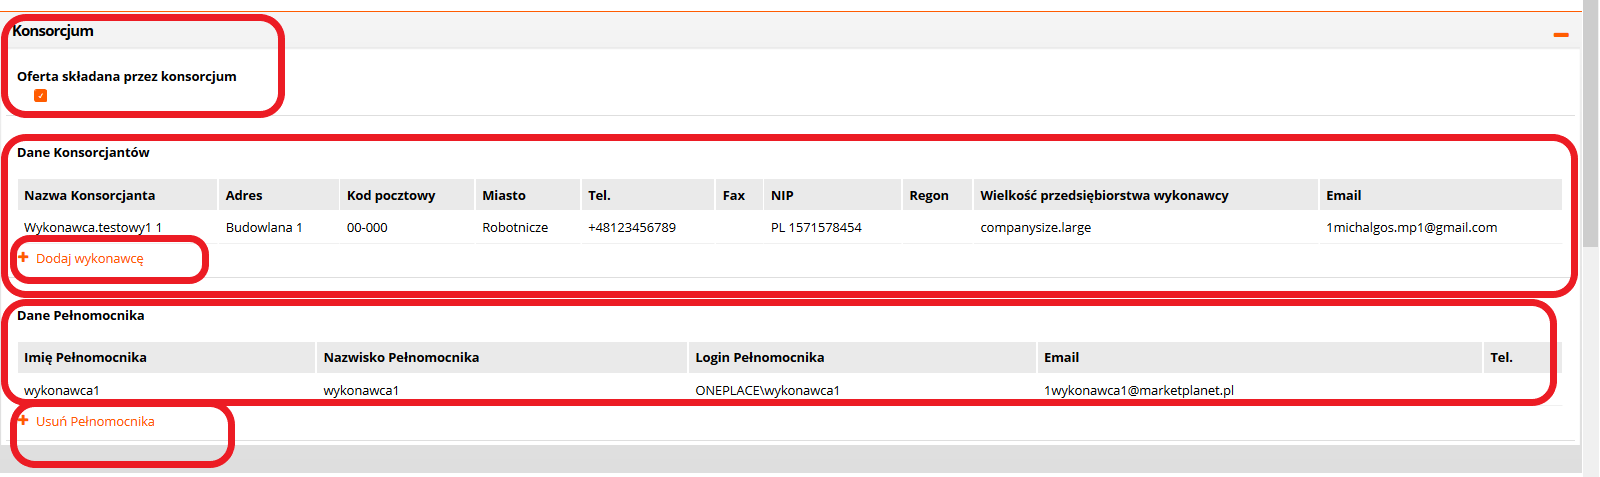 Konsorcjum
Oferta składana przez konsorcjum
Dane Konsorcjantów
Nazwa Konsorcjanta Adres Kod pocztowy Miasto Tel. Fax NIP Regon Wielkość przedsiębiorstwa wykonawcy Email
Wykonawca.testowy1 1 Budowlana 1 00-000 Robotnicze +48123456789 PL 1571578454 companysize.large 1michalgos.mp1@gmail.com
+ Dodaj wykonawcę
Dane Pełnomocnika
Imię Pełnomocnika Nazwisko Pełnomocnika Login Pełnomocnika Email Tel.
wykonawca1 wykonawca1 ONEPLACE\wykonawca1 1wykonawca1@marketplanet.pl
+ Usuń Pełnomocnika